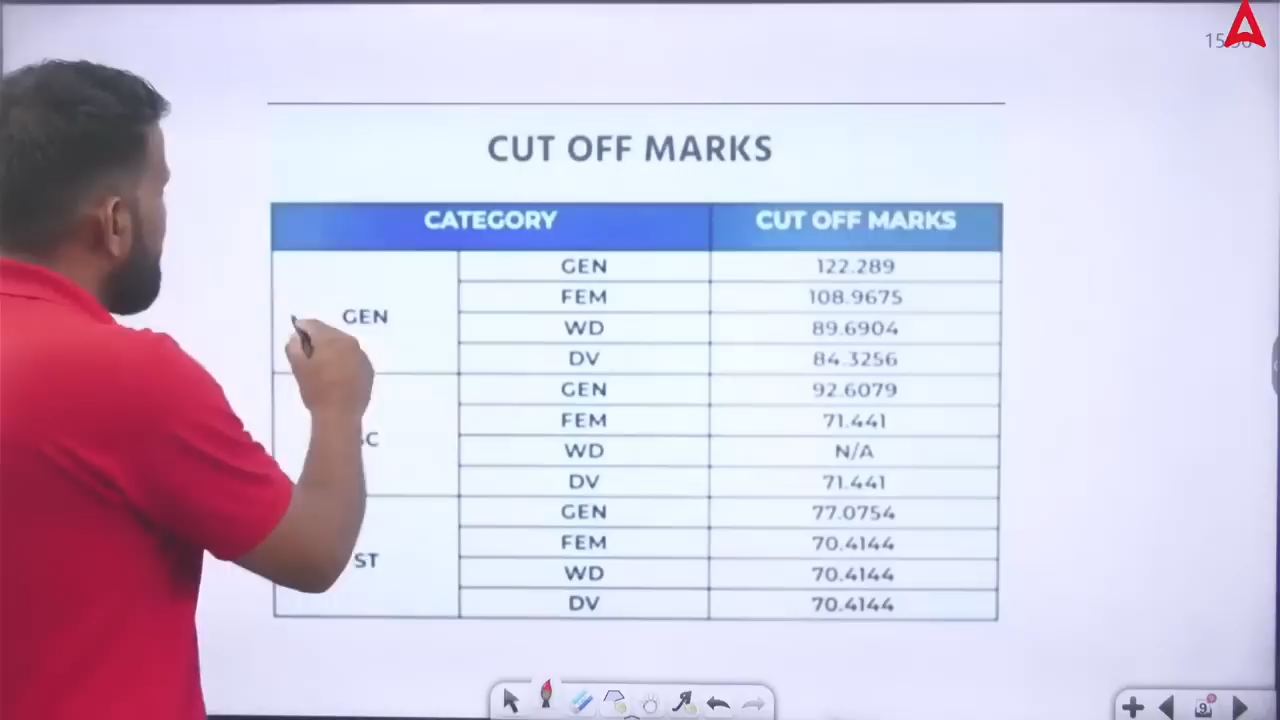 CUT OFF MARKS
CATEGORY CUT OFF MARKS
GEN 122.289
FEM 108.9675
GEN
WD 89.6904
DV 84.3256
GEN 92.6079
FEM 71.441
C
WD N/A
DV 71.441
GEN 77.0754
FEM 70.4144
ST
WD 70.4144
DV 70.4144
9